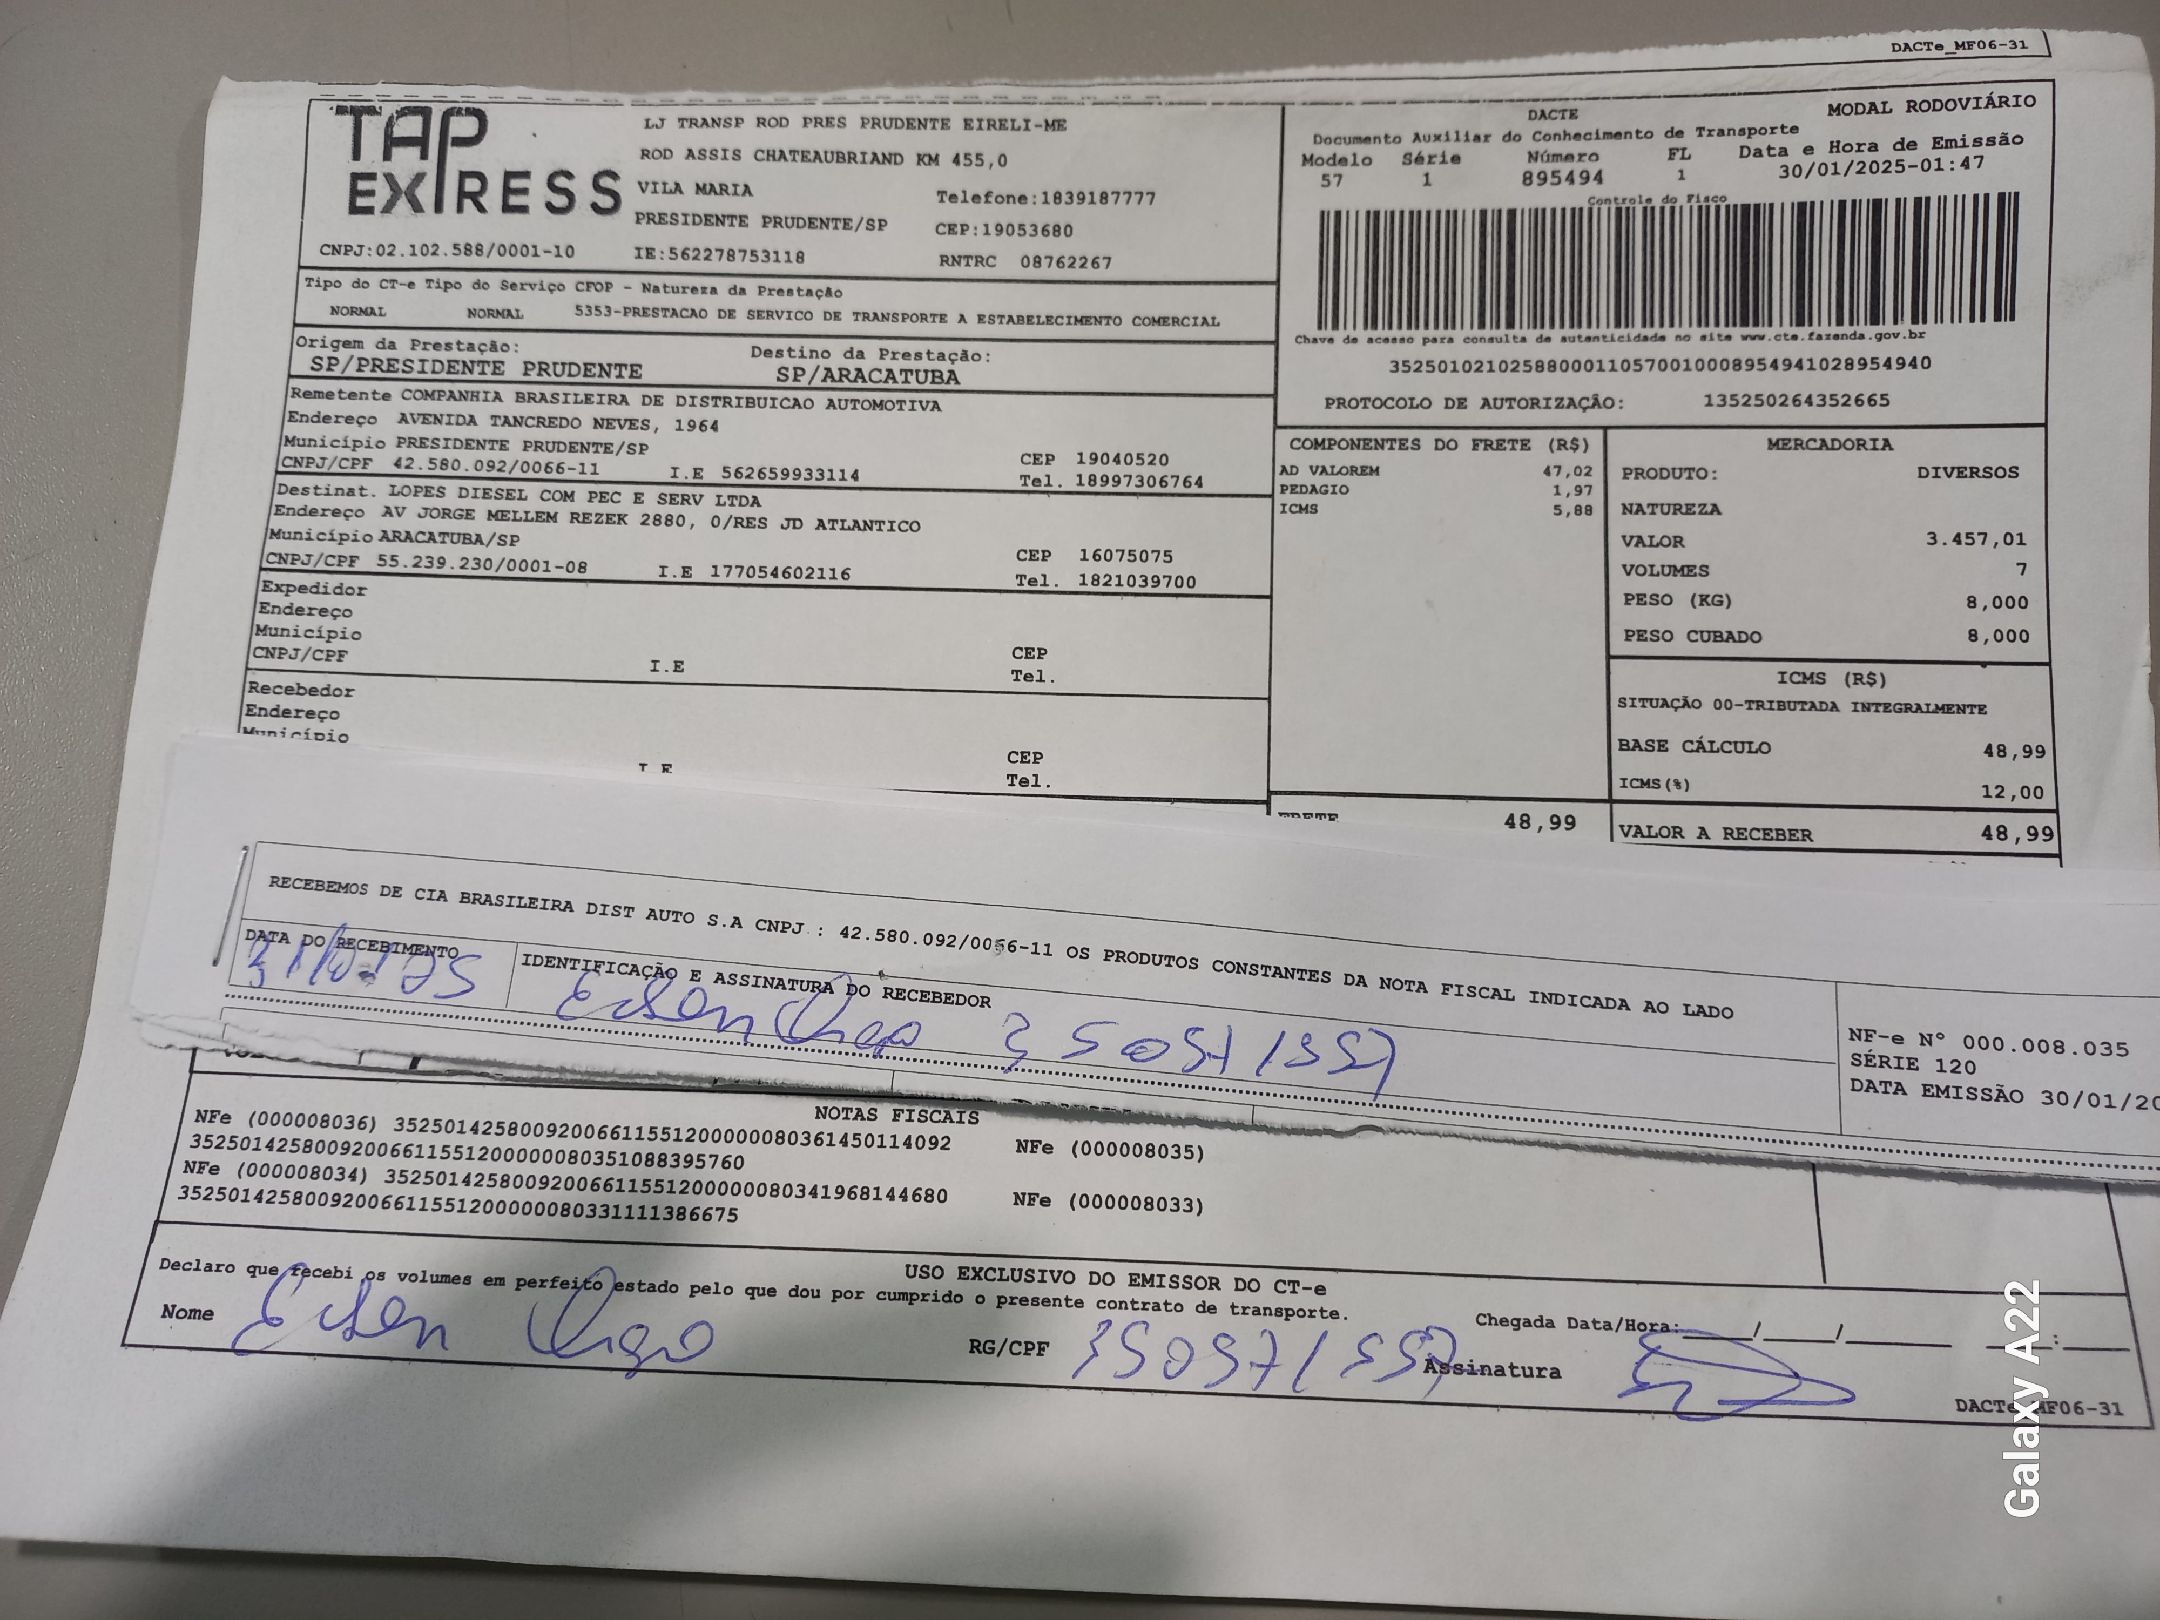 DACTe_MF06-31
TAP EXPRESS
LJ TRANSP ROD PRES PRUDENTE EIRELI-ME
ROD ASSIS CHATEAUBRIAND KM 455,0
VILA MARIA Telefone:1839187777
PRESIDENTE PRUDENTE/SP CEP:19053680
CNPJ:02.102.588/0001-10 IE:562278753118 RNTRC 08762267
DACTE MODAL RODOVIÁRIO
Documento Auxiliar do Conhecimento de Transporte
Modelo Série Número FL Data e Hora de Emissão
57 1 895494 1 30/01/2025-01:47
Controle do Fisco
Chave de acesso para consulta de autenticidade no site www.cte.fazenda.gov.br
35250102102588000110570010008954941028954940
PROTOCOLO DE AUTORIZAÇÂO: 135250264352665
Tipo do CT-e Tipo do Serviço CFOP - Natureza da Prestação
NORMAL NORMAL 5353-PRESTACAO DE SERVICO DE TRANSPORTE A ESTABELECIMENTO COMERCIAL
Origem da Prestação: Destino da Prestação:
SP/PRESIDENTE PRUDENTE SP/ARACATUBA
Remetente COMPANHIA BRASILEIRA DE DISTRIBUICAO AUTOMOTIVA
Endereço AVENIDA TANCREDO NEVES, 1964
Município PRESIDENTE PRUDENTE/SP CEP 19040520
CNPJ/CPF 42.580.092/0066-11 I.E 562659933114 Tel. 18997306764
Destinat. LOPES DIESEL COM PEC E SERV LTDA
Endereço AV JORGE MELLEM REZEK 2880, 0/RES JD ATLANTICO
Município ARACATUBA/SP CEP 16075075
CNPJ/CPF 55.239.230/0001-08 I.E 177054602116 Tel. 1821039700
Expedidor
Endereço
Município CEP
CNPJ/CPF I.E Tel.
Recebedor
Endereço
Município CEP
I.E Tel.
COMPONENTES DO FRETE (R$)
AD VALOREM 47,02
PEDAGIO 1,97
ICMS 5,88
FRETE 48,99
MERCADORIA
PRODUTO: DIVERSOS
NATUREZA
VALOR 3.457,01
VOLUMES 7
PESO (KG) 8,000
PESO CUBADO 8,000
ICMS (R$)
SITUAÇÃO 00-TRIBUTADA INTEGRALMENTE
BASE CÁLCULO 48,99
ICMS(%) 12,00
VALOR A RECEBER 48,99
RECEBEMOS DE CIA BRASILEIRA DIST AUTO S.A CNPJ : 42.580.092/0066-11 OS PRODUTOS CONSTANTES DA NOTA FISCAL INDICADA AO LADO
DATA DO RECEBIMENTO IDENTIFICAÇÃO E ASSINATURA DO RECEBEDOR
31/01/25
NF-e N° 000.008.035
SÉRIE 120
DATA EMISSÃO 30/01/20
NOTAS FISCAIS
NFe (000008036) 35250142580092006611551200000080361450114092 NFe (000008035)
35250142580092006611551200000080351088395760
NFe (000008034) 35250142580092006611551200000080341968144680 NFe (000008033)
35250142580092006611551200000080331111386675
USO EXCLUSIVO DO EMISSOR DO CT-e
Declaro que recebi os volumes em perfeito estado pelo que dou por cumprido o presente contrato de transporte.
Nome RG/CPF Chegada Data/Hora: / / :
Assinatura
DACTe_MF06-31
Galaxy A22